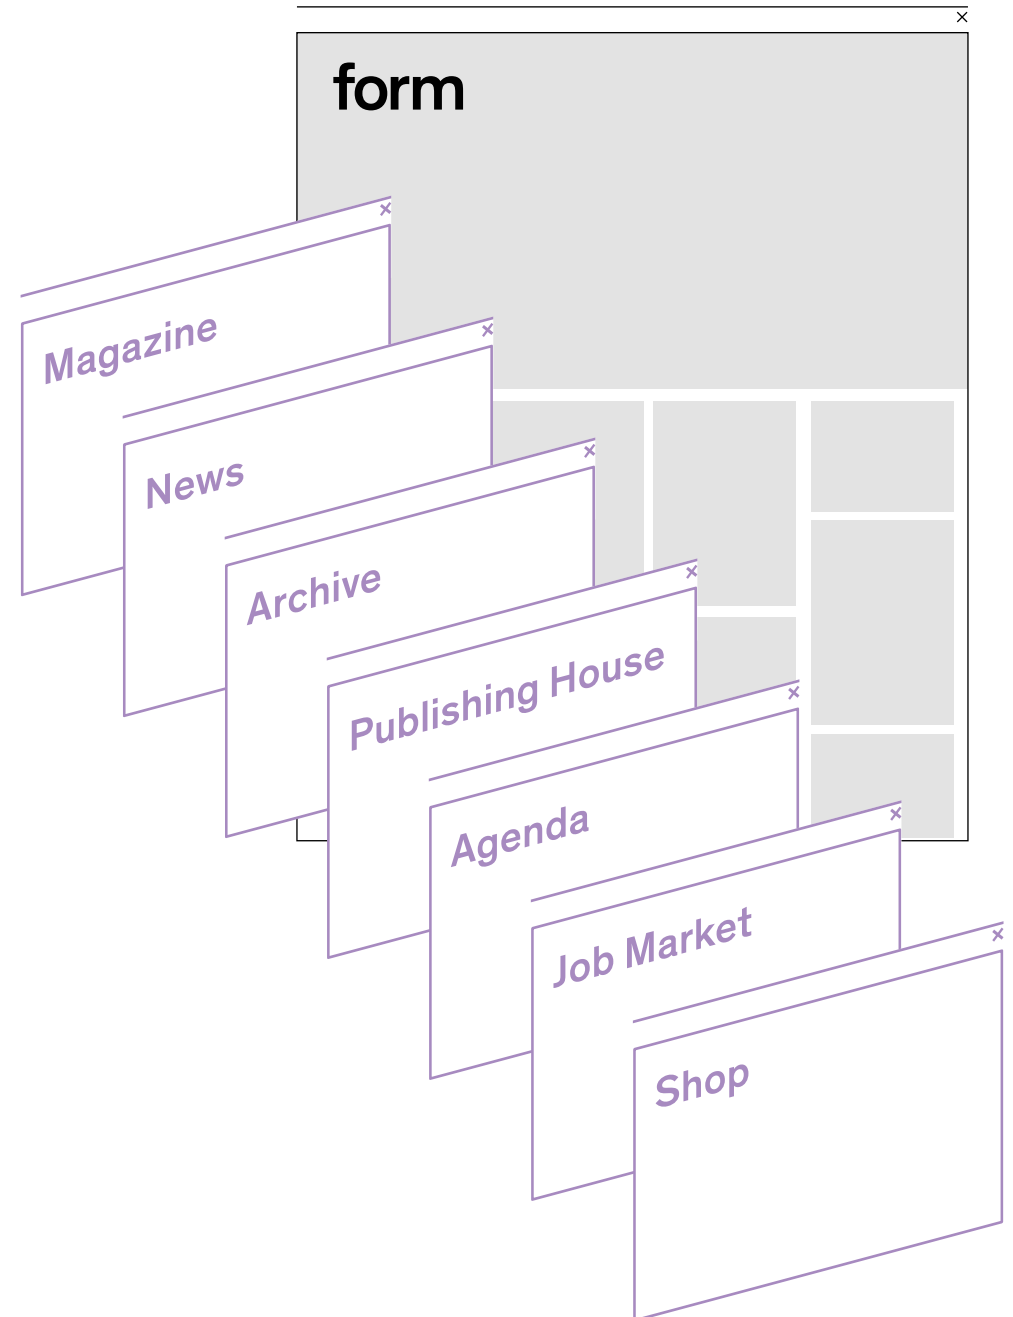 form
Magazine
News
Archive
Publishing House
Agenda
Job Market
Shop